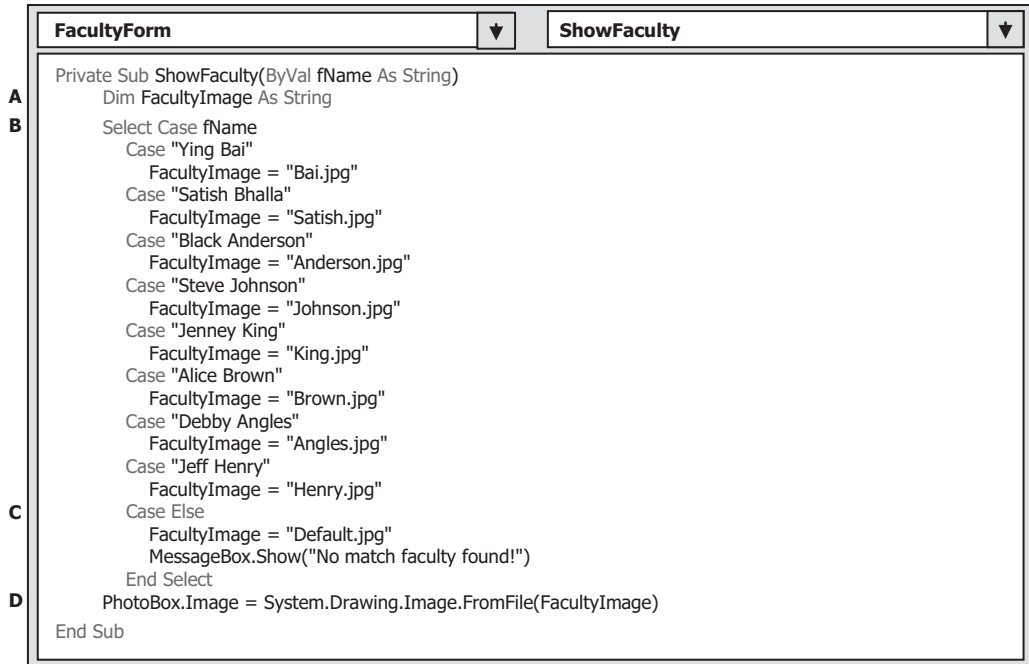 FacultyForm ShowFaculty
Private Sub ShowFaculty(ByVal fName As String)
A Dim FacultyImage As String
B Select Case fName
Case "Ying Bai"
FacultyImage = "Bai.jpg"
Case "Satish Bhalla"
FacultyImage = "Satish.jpg"
Case "Black Anderson"
FacultyImage = "Anderson.jpg"
Case "Steve Johnson"
FacultyImage = "Johnson.jpg"
Case "Jenney King"
FacultyImage = "King.jpg"
Case "Alice Brown"
FacultyImage = "Brown.jpg"
Case "Debby Angles"
FacultyImage = "Angles.jpg"
Case "Jeff Henry"
FacultyImage = "Henry.jpg"
C Case Else
FacultyImage = "Default.jpg"
MessageBox.Show("No match faculty found!")
End Select
D PhotoBox.Image = System.Drawing.Image.FromFile(FacultyImage)
End Sub